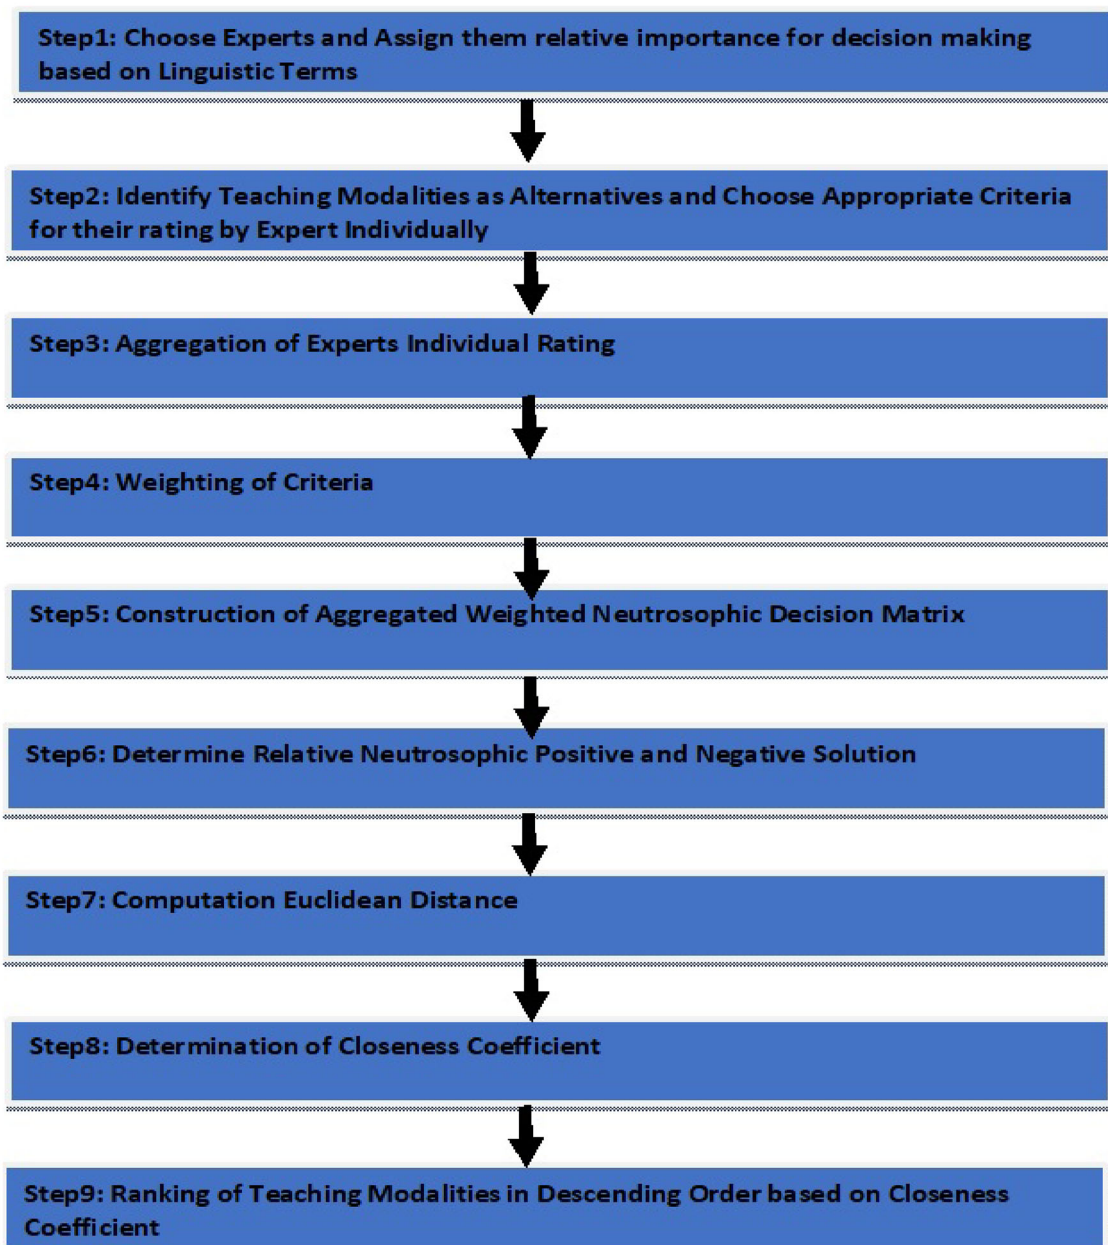 Step1: Choose Experts and Assign them relative importance for decision making
based on Linguistic Terms
Step2: Identify Teaching Modalities as Alternatives and Choose Appropriate Criteria
for their rating by Expert Individually
Step3: Aggregation of Experts Individual Rating
Step4: Weighting of Criteria
Step5: Construction of Aggregated Weighted Neutrosophic Decision Matrix
Step6: Determine Relative Neutrosophic Positive and Negative Solution
Step7: Computation Euclidean Distance
Step8: Determination of Closeness Coefficient
Step9: Ranking of Teaching Modalities in Descending Order based on Closeness
Coefficient